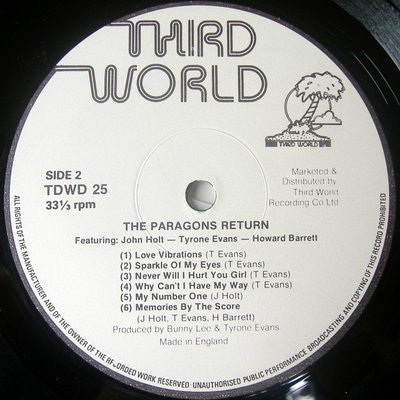 THIRD
WORLD
THIRD WORLD
SIDE 2
TDWD 25
33⅓ rpm
Marketed &
Distributed by
Third World
Recording Co Ltd
THE PARAGONS RETURN
Featuring: John Holt — Tyrone Evans — Howard Barrett
(1) Love Vibrations (T Evans)
(2) Sparkle Of My Eyes (T Evans)
(3) Never Will I Hurt You Girl (T Evans)
(4) Why Can't I Have My Way (T Evans)
(5) My Number One (J Holt)
(6) Memories By The Score
(J Holt, T Evans, H Barrett)
Produced by Bunny Lee & Tyrone Evans
Made in England
ALL RIGHTS OF THE MANUFACTURER AND OF THE OWNER OF THE RECORDED WORK RESERVED · UNAUTHORISED PUBLIC PERFORMANCE BROADCASTING AND COPYING OF THIS RECORD PROHIBITED